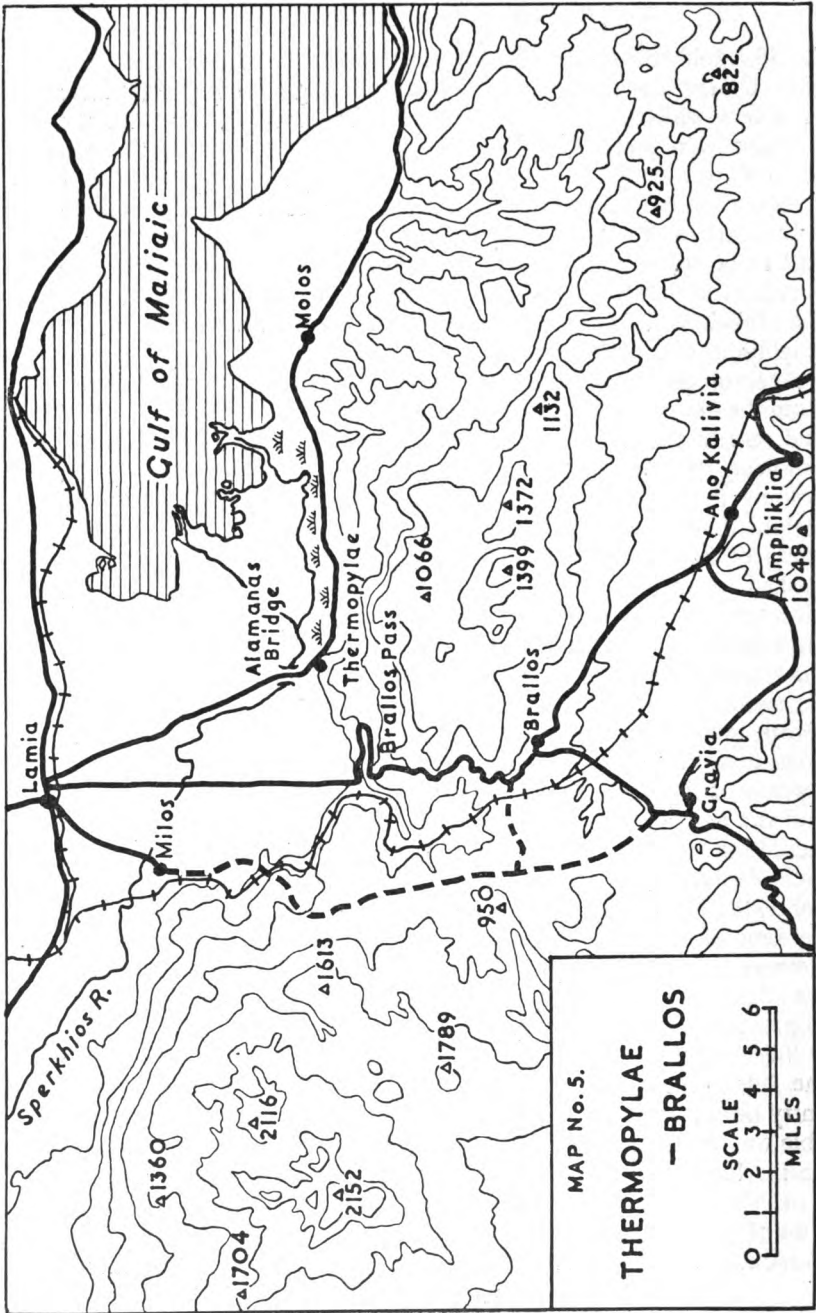 Lamia
Gulf of Maliaic
Sperkhios R.
Milos
Alamanas
Bridge
Molos
Thermopylae
Brallos Pass
△1360
△1704
2116
2152
△1613
△1789
950
△1066
1399
1372
1132
△925
822
Brallos
Ano Kalivia
Gravia
Amphiklia
1048▲
MAP No. 5.
THERMOPYLAE
— BRALLOS
SCALE
0 1 2 3 4 5 6
MILES